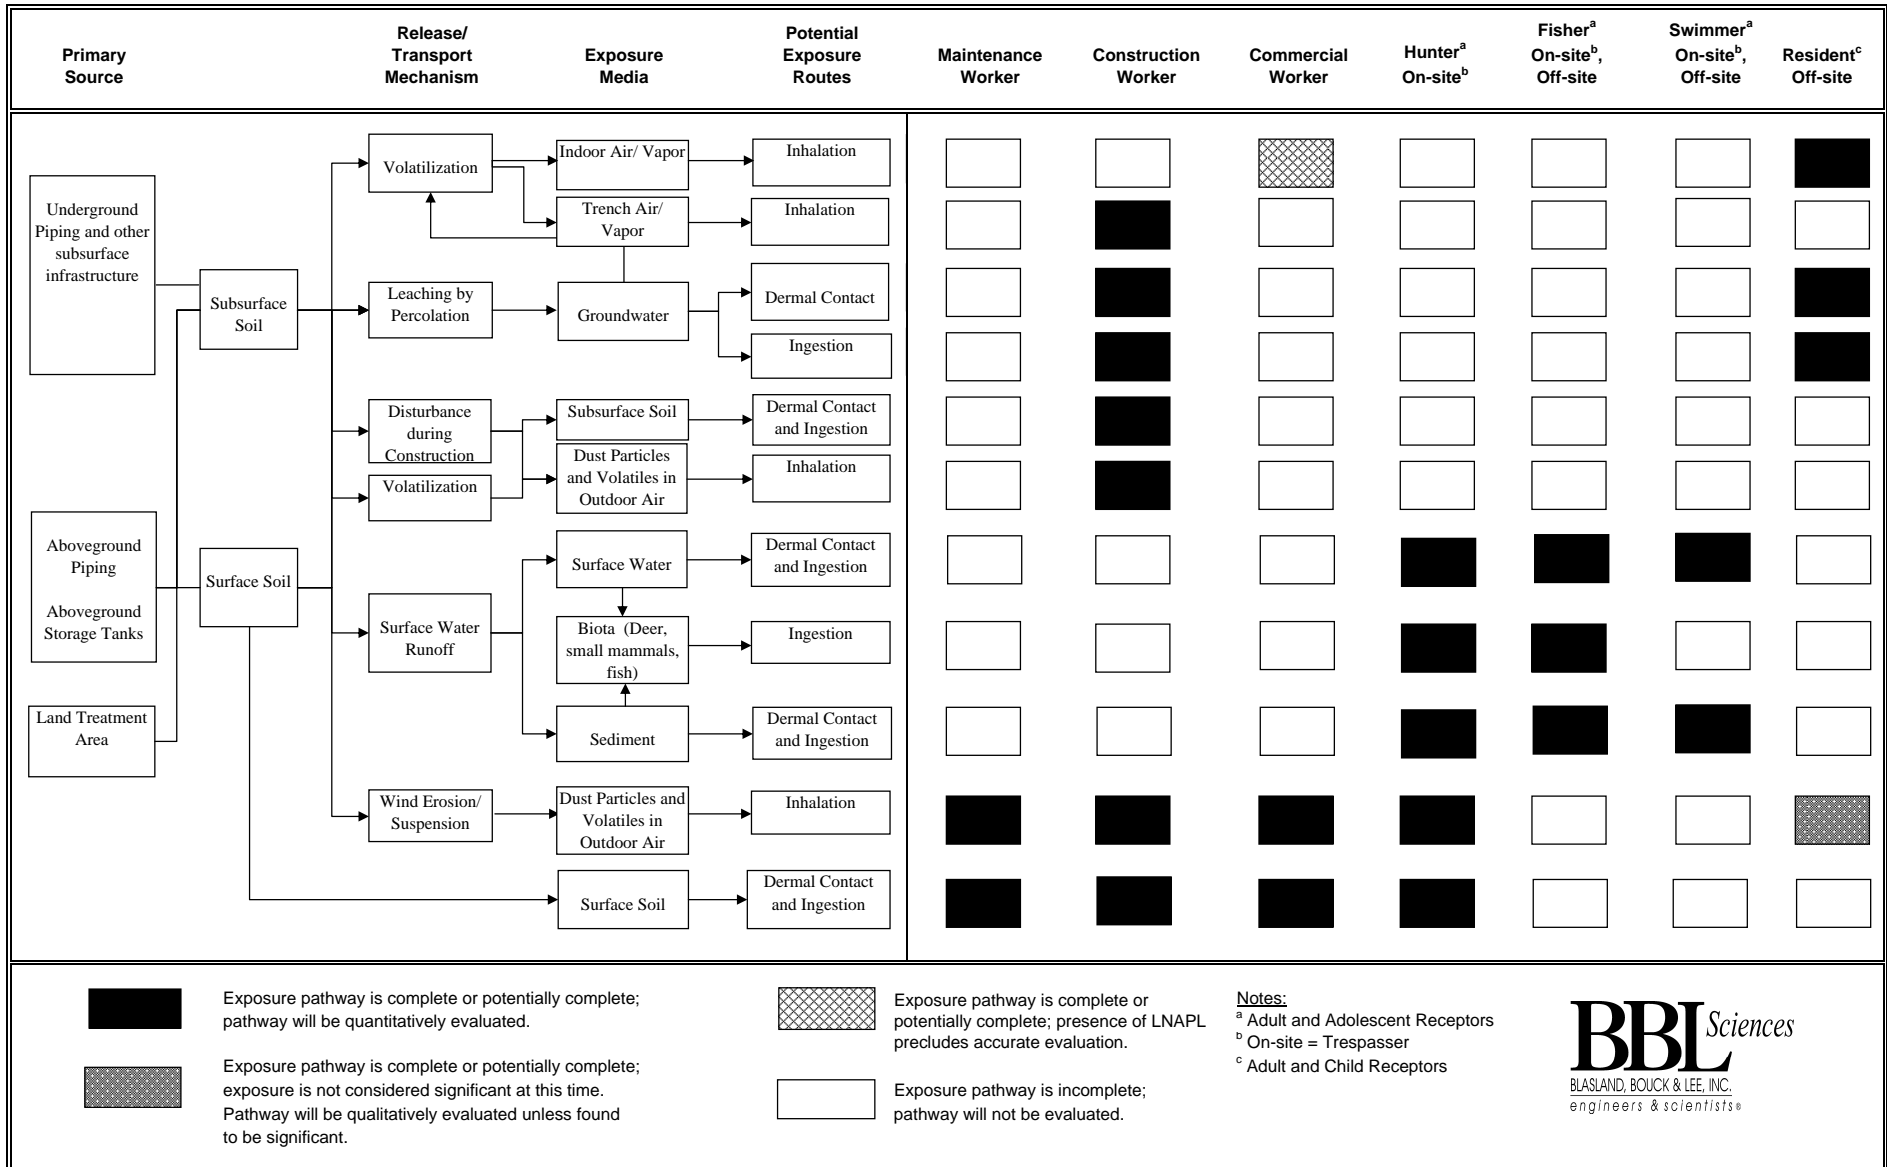 Primary
Source
Release/
Transport
Mechanism
Exposure
Media
Potential
Exposure
Routes
Maintenance
Worker
Construction
Worker
Commercial
Worker
Hunterᵃ
On-siteᵇ
Fisherᵃ
On-siteᵇ,
Off-site
Swimmerᵃ
On-siteᵇ,
Off-site
Residentᶜ
Off-site
Underground
Piping and other
subsurface
infrastructure
Aboveground
Piping
Aboveground
Storage Tanks
Land Treatment
Area
Subsurface
Soil
Surface Soil
Volatilization
Indoor Air/ Vapor
Inhalation
Trench Air/
Vapor
Inhalation
Leaching by
Percolation
Groundwater
Dermal Contact
Ingestion
Disturbance
during
Construction
Subsurface Soil
Dermal Contact
and Ingestion
Volatilization
Dust Particles
and Volatiles in
Outdoor Air
Inhalation
Surface Water
Runoff
Surface Water
Dermal Contact
and Ingestion
Biota (Deer,
small mammals,
fish)
Ingestion
Sediment
Dermal Contact
and Ingestion
Wind Erosion/
Suspension
Dust Particles and
Volatiles in
Outdoor Air
Inhalation
Surface Soil
Dermal Contact
and Ingestion
Exposure pathway is complete or potentially complete;
pathway will be quantitatively evaluated.
Exposure pathway is complete or potentially complete;
exposure is not considered significant at this time.
Pathway will be qualitatively evaluated unless found
to be significant.
Exposure pathway is complete or
potentially complete; presence of LNAPL
precludes accurate evaluation.
Exposure pathway is incomplete;
pathway will not be evaluated.
Notes:
ᵃ Adult and Adolescent Receptors
ᵇ On-site = Trespasser
ᶜ Adult and Child Receptors
BBL Sciences
BLASLAND, BOUCK & LEE, INC.
engineers & scientists®